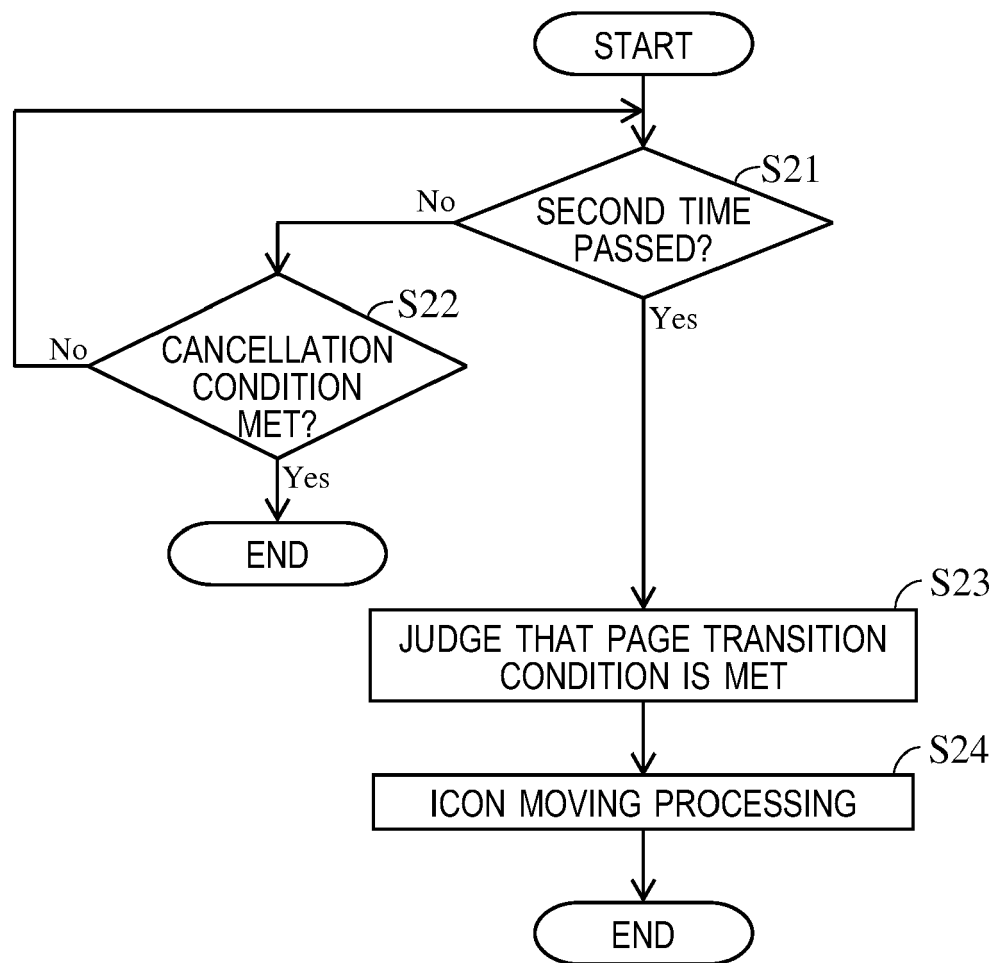 START
S21
SECOND TIME
PASSED?
No
Yes
S22
CANCELLATION
CONDITION
MET?
No
Yes
END
S23
JUDGE THAT PAGE TRANSITION
CONDITION IS MET
S24
ICON MOVING PROCESSING
END